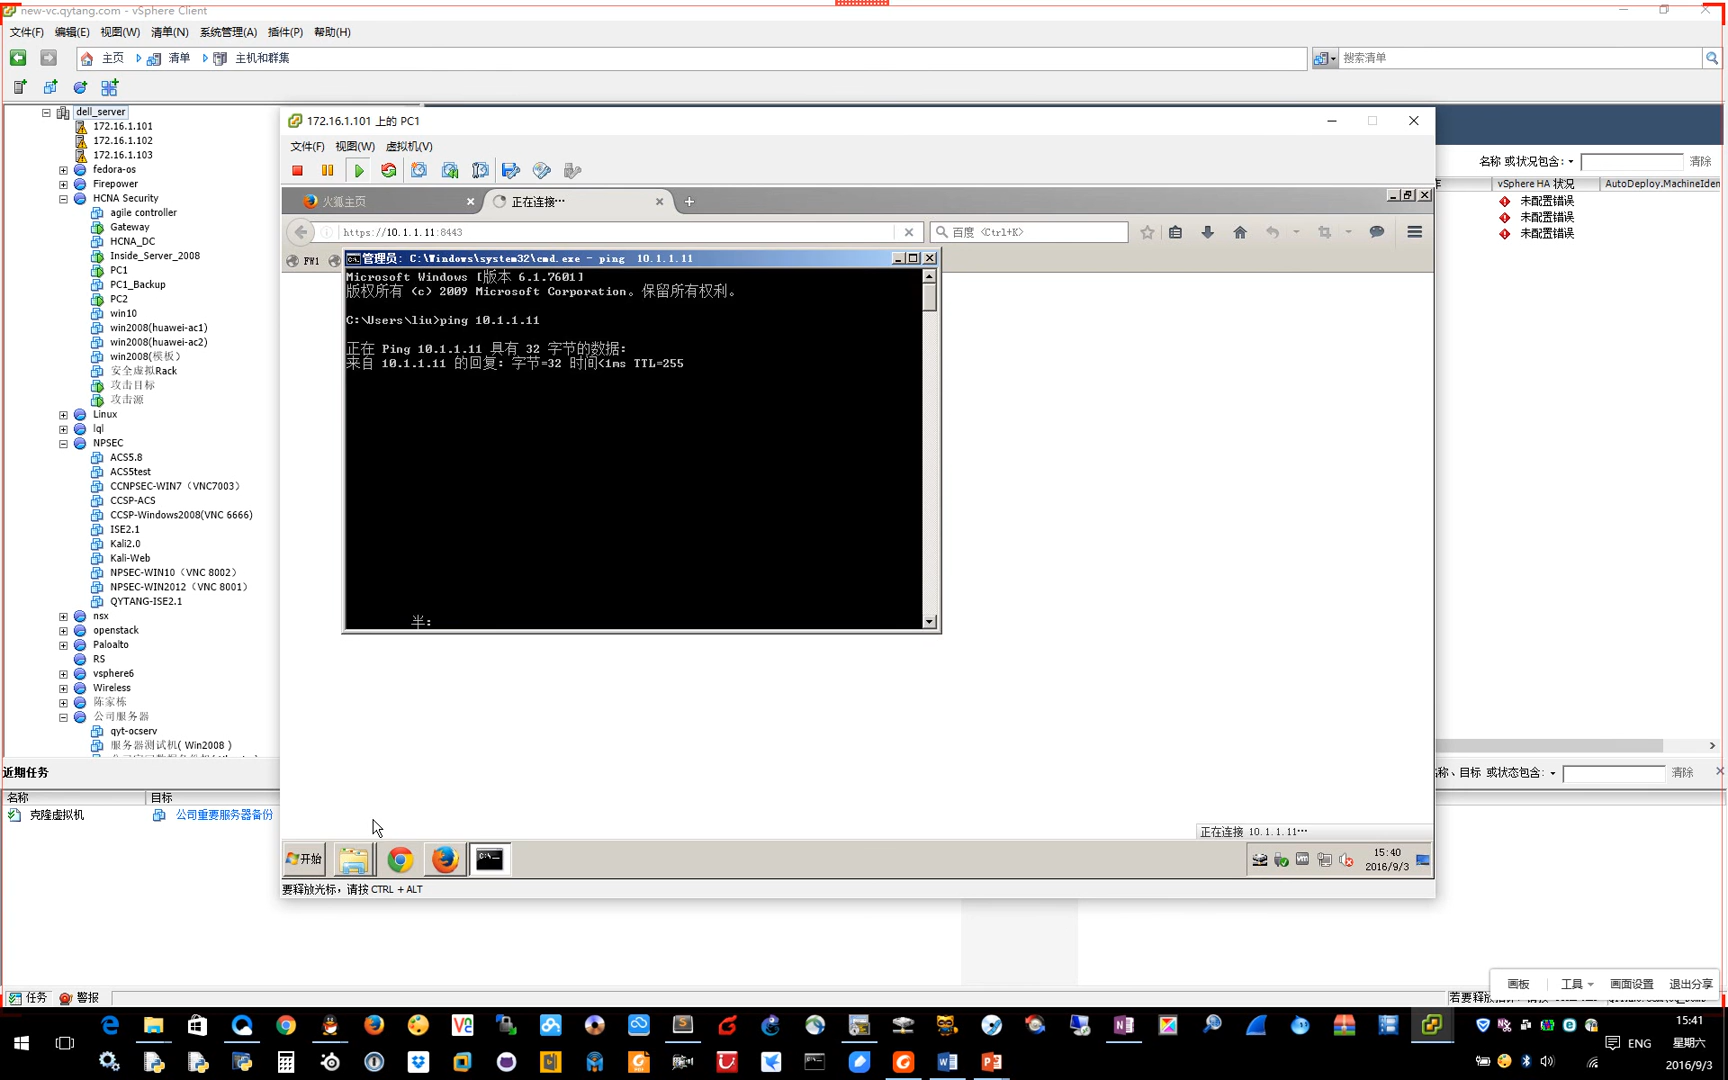 new-vc.qytang.com - vSphere Client
文件(F) 编辑(E) 视图(W) 清单(N) 系统管理(A) 插件(P) 帮助(H)
主页 清单 主机和群集 搜索清单
dell_server
172.16.1.101
172.16.1.102
172.16.1.103
fedora-os
Firepower
HCNA Security
agile controller
Gateway
HCNA_DC
Inside_Server_2008
PC1
PC1_Backup
PC2
win10
win2008(huawei-ac1)
win2008(huawei-ac2)
win2008(模板)
安全虚拟Rack
攻击目标
攻击源
Linux
lql
NPSEC
ACS5.8
ACS5test
CCNPSEC-WIN7（VNC7003）
CCSP-ACS
CCSP-Windows2008(VNC 6666)
ISE2.1
Kali2.0
Kali-Web
NPSEC-WIN10（VNC 8002）
NPSEC-WIN2012（VNC 8001）
QYTANG-ISE2.1
nsx
openstack
Paloalto
RS
vsphere6
Wireless
陈家栋
公司服务器
qyt-ocserv
服务器测试机( Win2008 )
172.16.1.101 上的 PC1
文件(F) 视图(W) 虚拟机(V)
火狐主页 正在连接…
https://10.1.1.11:8443 百度 <Ctrl+K>
FW1
管理员: C:\Windows\system32\cmd.exe - ping 10.1.1.11
Microsoft Windows [版本 6.1.7601]
版权所有 (c) 2009 Microsoft Corporation。保留所有权利。
C:\Users\liu>ping 10.1.1.11
正在 Ping 10.1.1.11 具有 32 字节的数据:
来自 10.1.1.11 的回复: 字节=32 时间<1ms TTL=255
半:
正在连接 10.1.1.11…
开始
15:40
2016/9/3
要释放光标，请按 CTRL + ALT
名称 或状况包含: 清除
vSphere HA 状况 AutoDeploy.MachineIden
未配置错误
未配置错误
未配置错误
近期任务
名称、目标 或状态包含: 清除
名称 目标
克隆虚拟机 公司重要服务器备份
画板 工具 画面设置 退出分享
任务 警报
15:41
ENG 星期六
2016/9/3